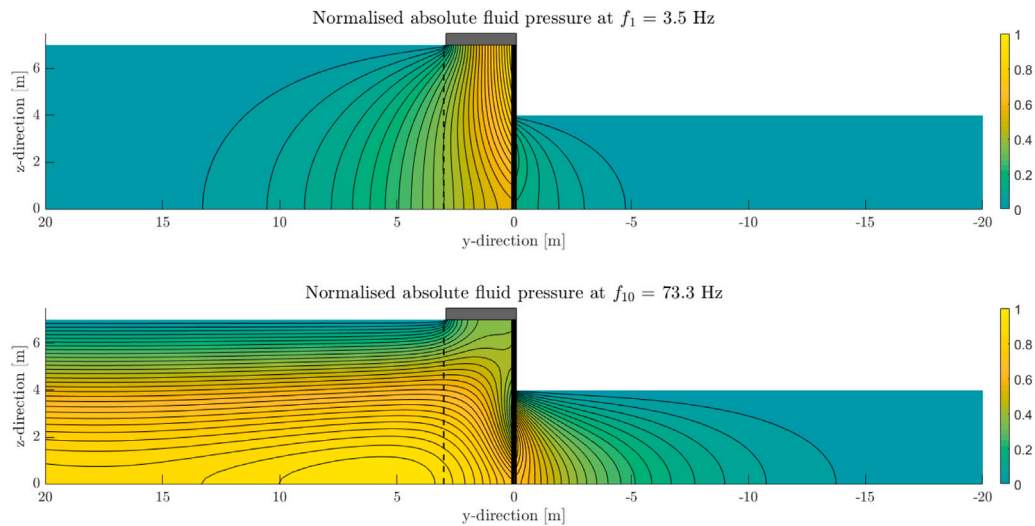 Normalised absolute fluid pressure at f₁ = 3.5 Hz
z-direction [m]
6
4
2
0
20 15 10 5 0 -5 -10 -15 -20
y-direction [m]
1
0.8
0.6
0.4
0.2
0
Normalised absolute fluid pressure at f₁₀ = 73.3 Hz
z-direction [m]
6
4
2
0
20 15 10 5 0 -5 -10 -15 -20
y-direction [m]
1
0.8
0.6
0.4
0.2
0